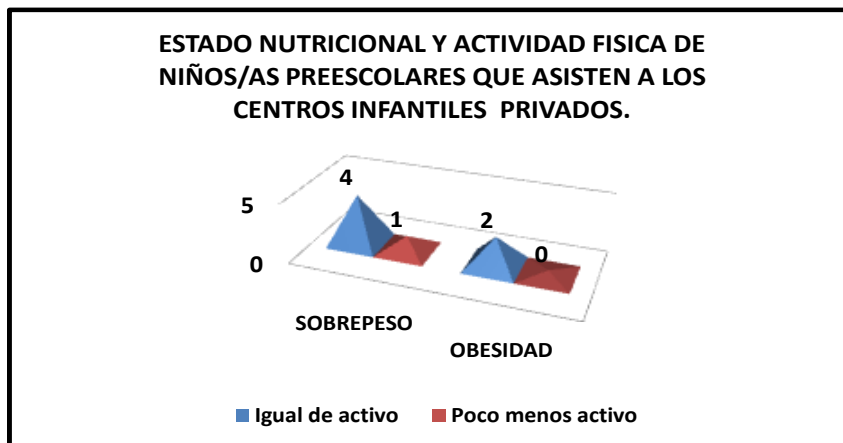 ESTADO NUTRICIONAL Y ACTIVIDAD FISICA DE
NIÑOS/AS PREESCOLARES QUE ASISTEN A LOS
CENTROS INFANTILES PRIVADOS.
4
5
1
2
0
0
SOBREPESO
OBESIDAD
Igual de activo
Poco menos activo